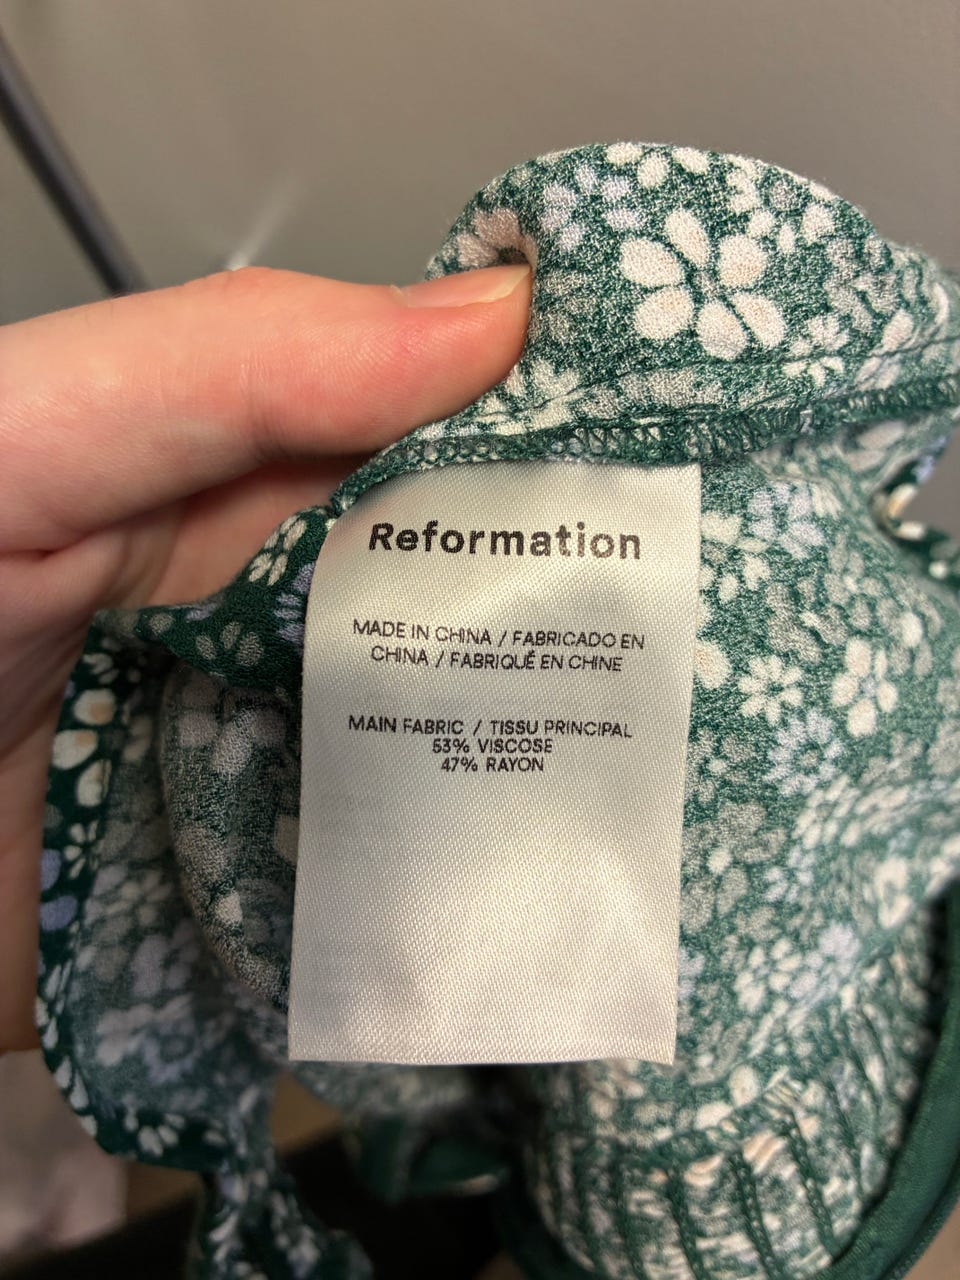 Reformation
MADE IN CHINA / FABRICADO EN
CHINA / FABRIQUÉ EN CHINE
MAIN FABRIC / TISSU PRINCIPAL
53% VISCOSE
47% RAYON